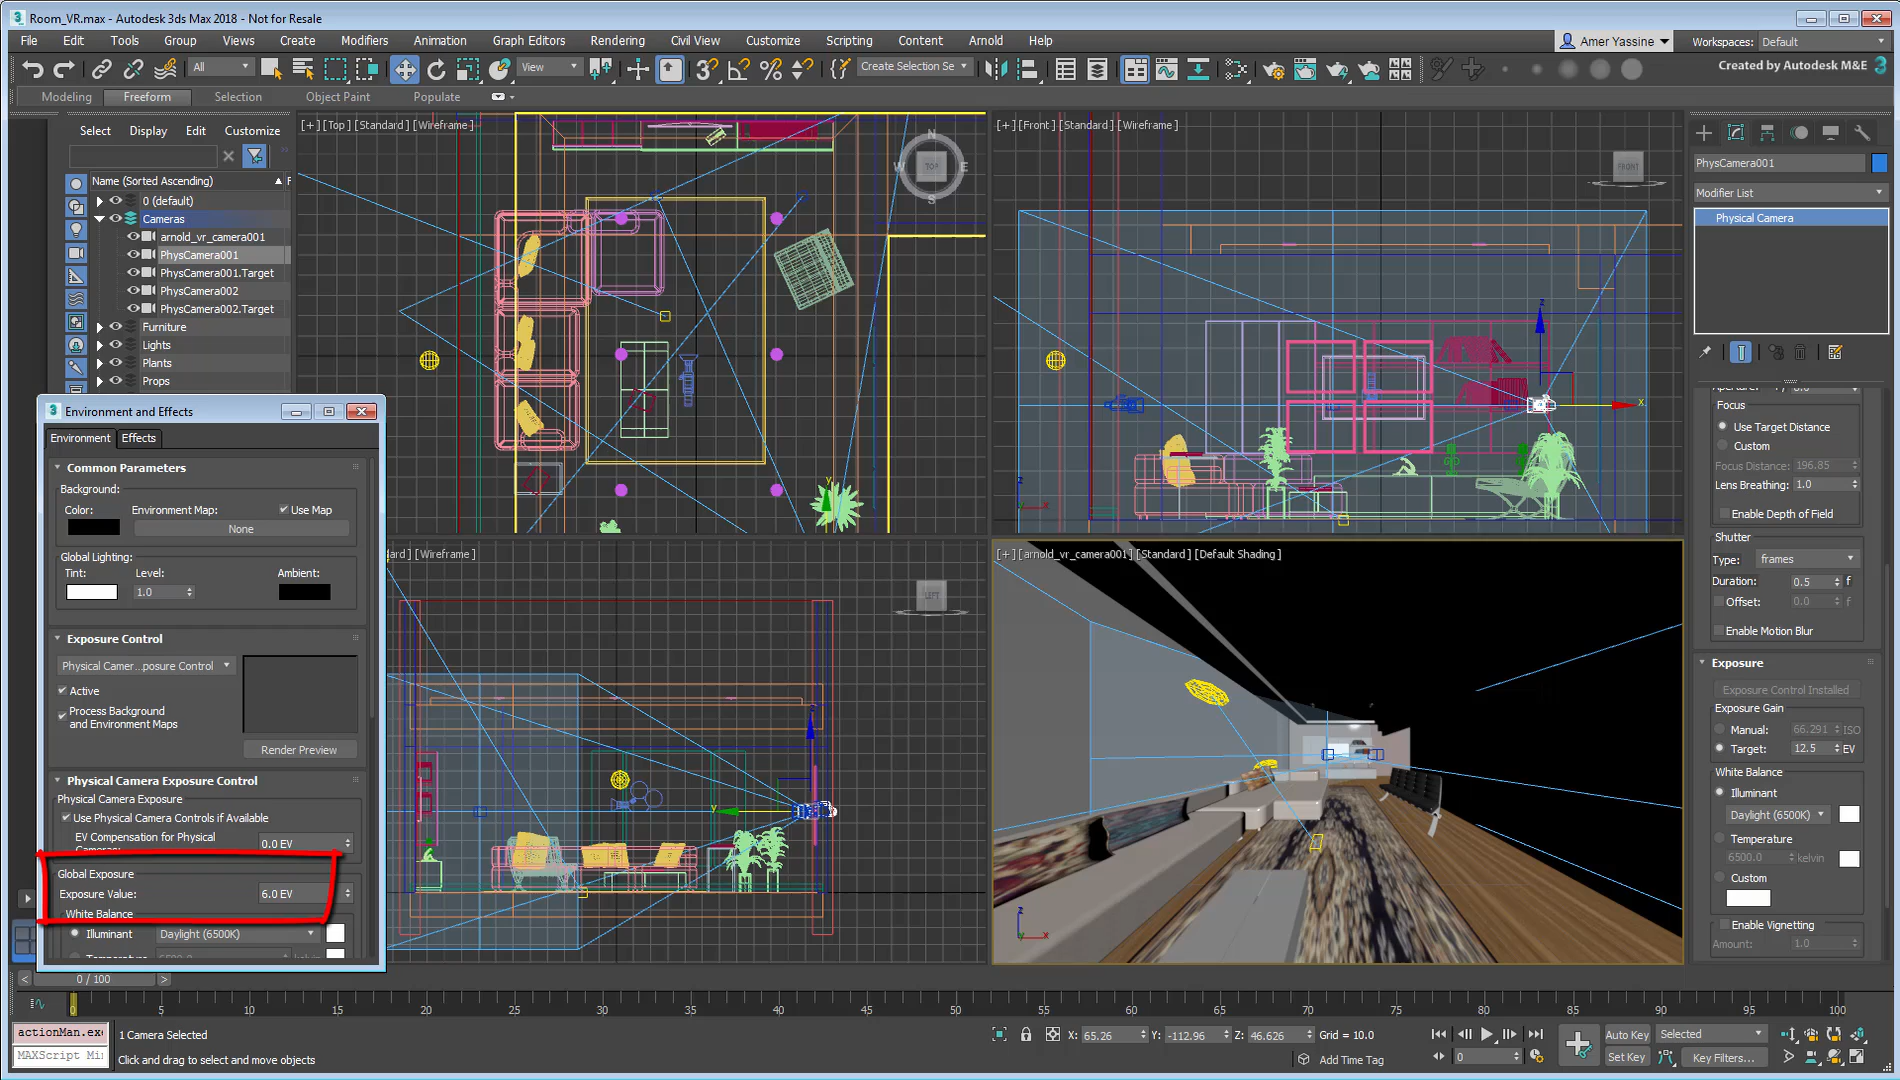 Room_VR.max - Autodesk 3ds Max 2018 - Not for Resale
File Edit Tools Group Views Create Modifiers Animation Graph Editors Rendering Civil View Customize Scripting Content Arnold Help
Amer Yassine
Workspaces: Default
All
View
Create Selection Se
Created by Autodesk M&E
Modeling Freeform Selection Object Paint Populate
Select Display Edit Customize
Name (Sorted Ascending)
0 (default)
Cameras
arnold_vr_camera001
PhysCamera001
PhysCamera001.Target
PhysCamera002
PhysCamera002.Target
Furniture
Lights
Plants
Props
[+] [Top] [Standard] [Wireframe]
N
W TOP E
S
[+] [Front] [Standard] [Wireframe]
FRONT
z
x
y
dard] [Wireframe]
LEFT
y
[+] [arnold_vr_camera001] [Standard] [Default Shading]
z
x
Environment and Effects
Environment Effects
Common Parameters
Background:
Color: Environment Map: Use Map
None
Global Lighting:
Tint: Level: Ambient:
1.0
Exposure Control
Physical Camer...posure Control
Active
Process Background
and Environment Maps
Render Preview
Physical Camera Exposure Control
Physical Camera Exposure
Use Physical Camera Controls if Available
EV Compensation for Physical
Cameras:
0.0 EV
Global Exposure
Exposure Value: 6.0 EV
White Balance
Illuminant Daylight (6500K)
Temperature 6500.0 kelvin
PhysCamera001
Modifier List
Physical Camera
Aperture:
Focus
Use Target Distance
Custom
Focus Distance: 196.85
Lens Breathing: 1.0
Enable Depth of Field
Shutter
Type: frames
Duration: 0.5 f
Offset: 0.0 f
Enable Motion Blur
Exposure
Exposure Control Installed
Exposure Gain
Manual: 66.291 ISO
Target: 12.5 EV
White Balance
Illuminant
Daylight (6500K)
Temperature
6500.0 kelvin
Custom
Enable Vignetting
Amount: 1.0
< 0 / 100 >
0 5 10 15 20 25 30 35 40 45 50 55 60 65 70 75 80 85 90 95 100
actionMan.exe
MAXScript Mi
1 Camera Selected
Click and drag to select and move objects
X: 65.26 Y: -112.96 Z: 46.626 Grid = 10.0
Add Time Tag
0
Auto Key Selected
Set Key Key Filters...